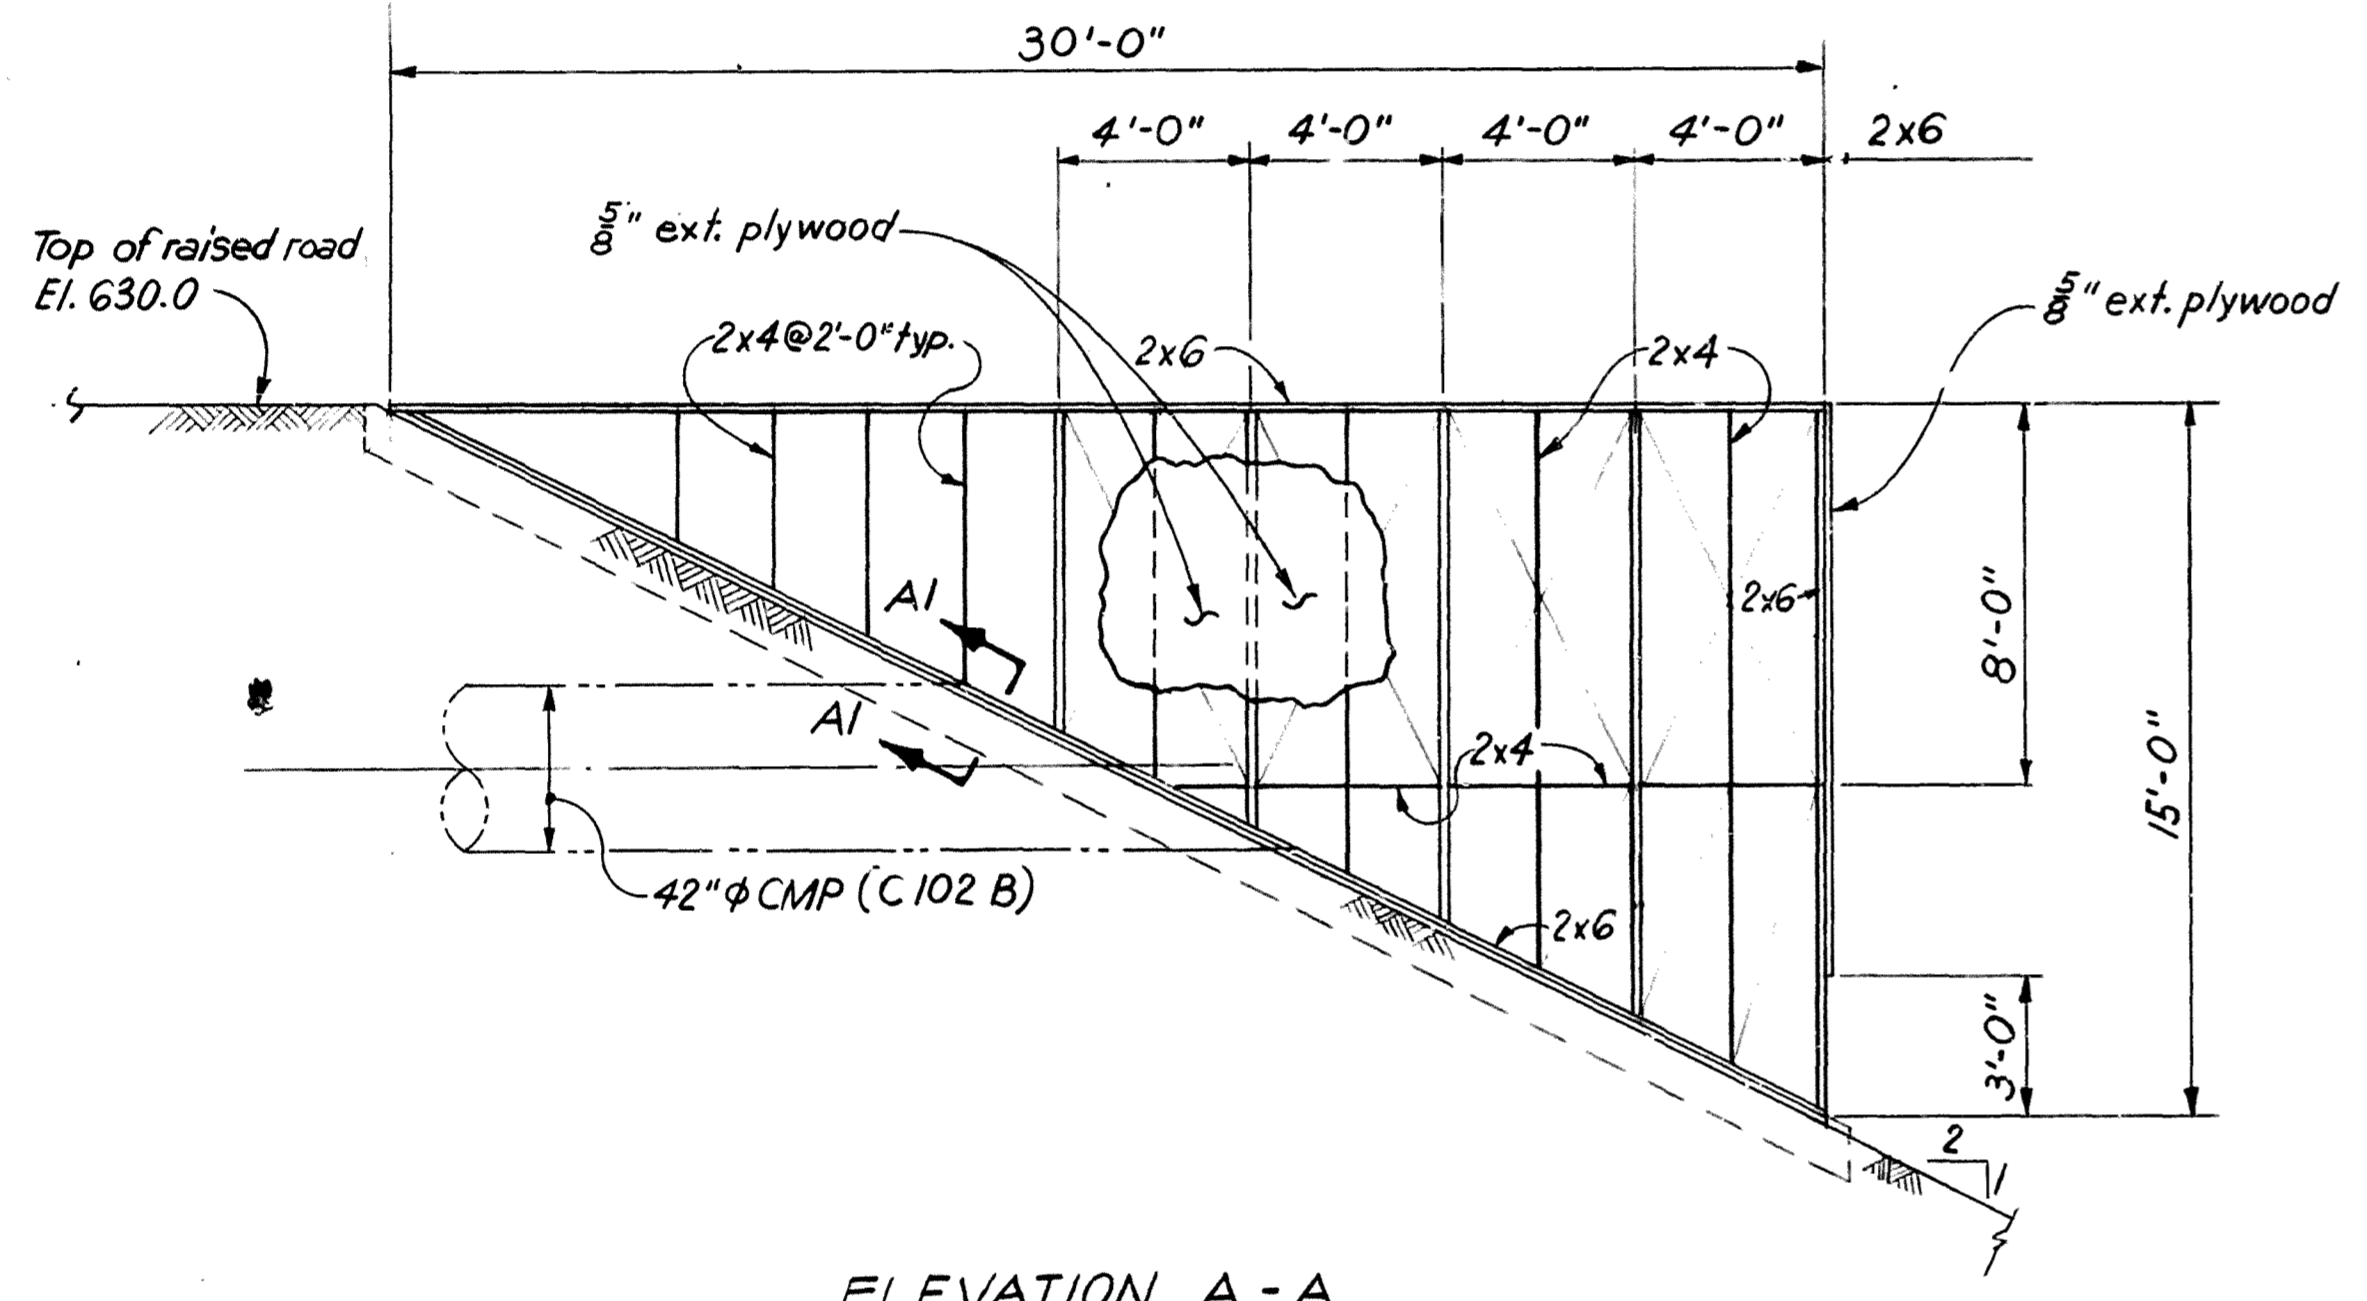 30'-0"
4'-0" 4'-0" 4'-0" 4'-0" 2x6
5/8" ext. plywood
Top of raised road
El. 630.0
5/8" ext. plywood
2x4@2'-0" typ.
2x6
2x4
A1
2x6
8'-0"
A1
2x4
15'-0"
42"φ CMP (C 102 B)
2x6
3'-0"
2
1
ELEVATION A-A